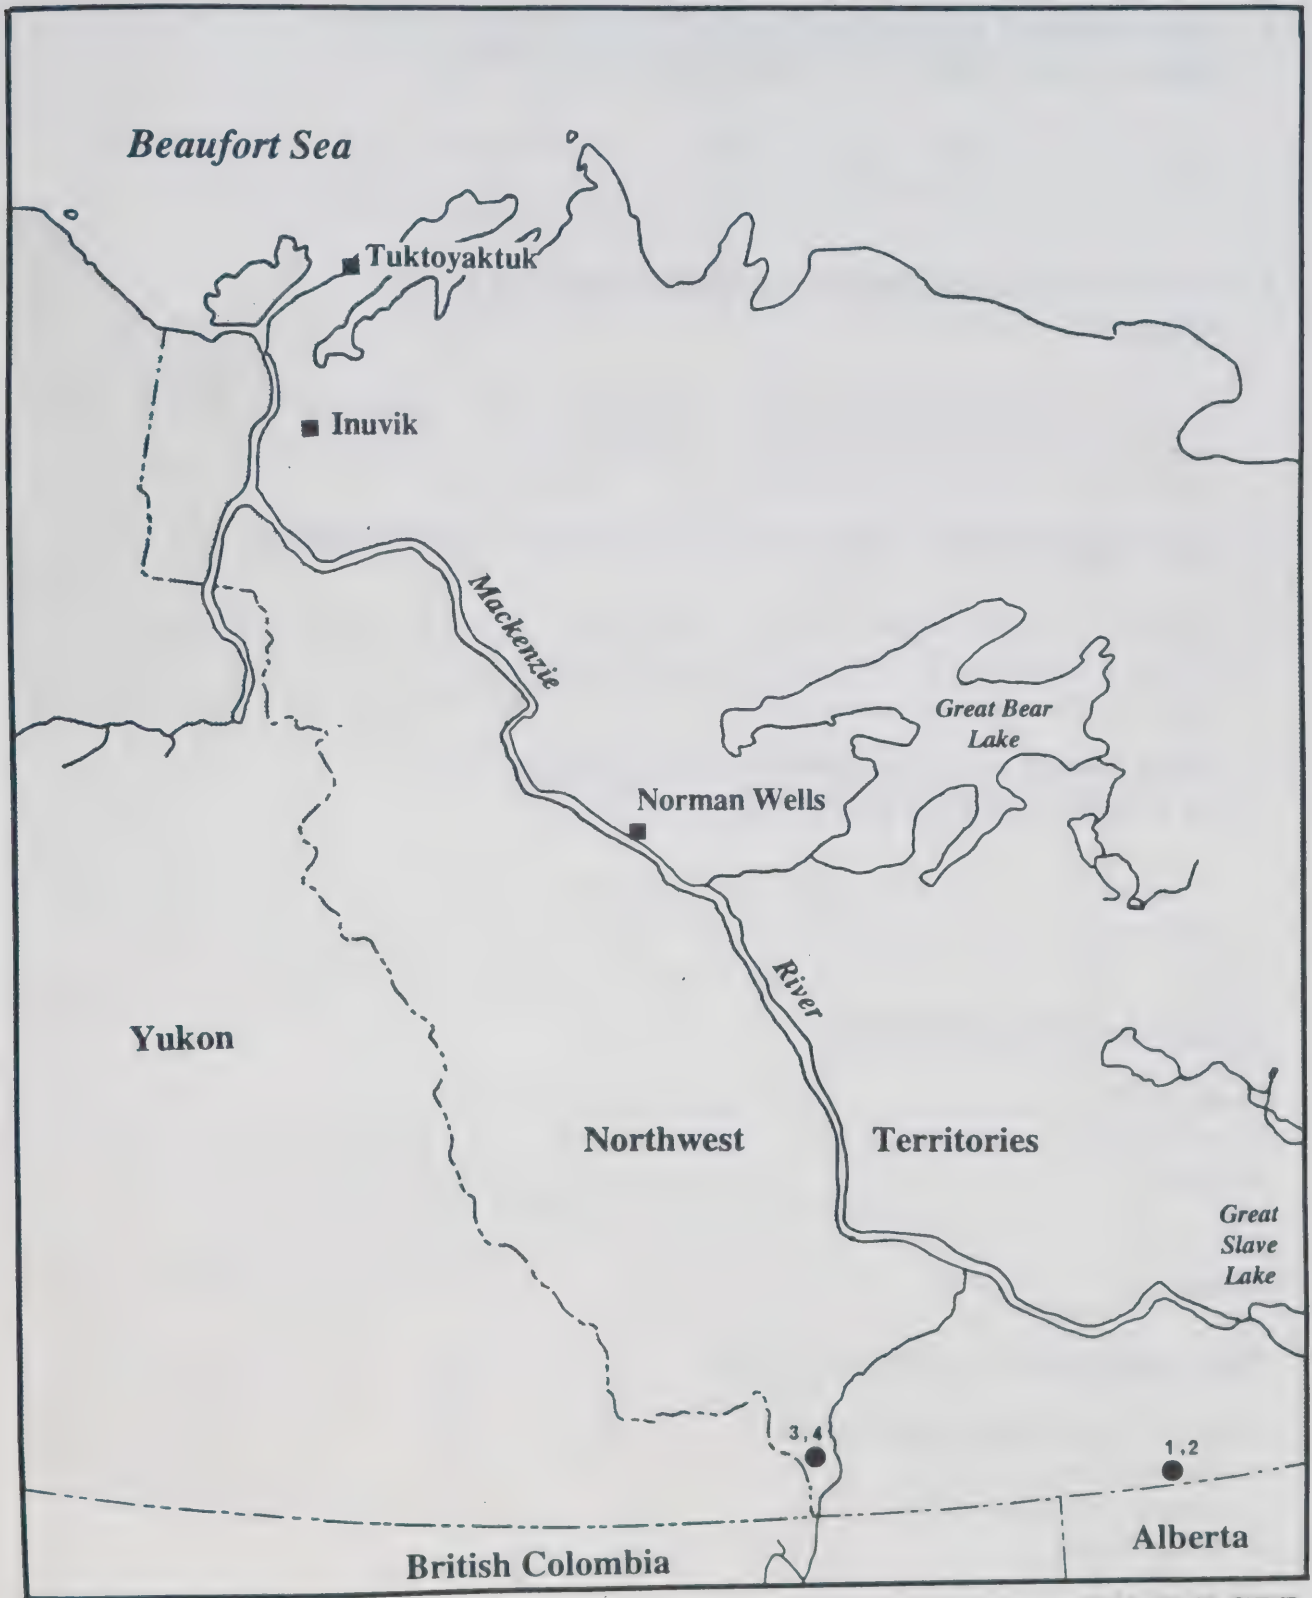 Beaufort Sea
Tuktoyaktuk
Inuvik
Mackenzie
Great Bear
Lake
Norman Wells
River
Yukon
Northwest Territories
Great
Slave
Lake
3,4
1,2
Alberta
British Colombia